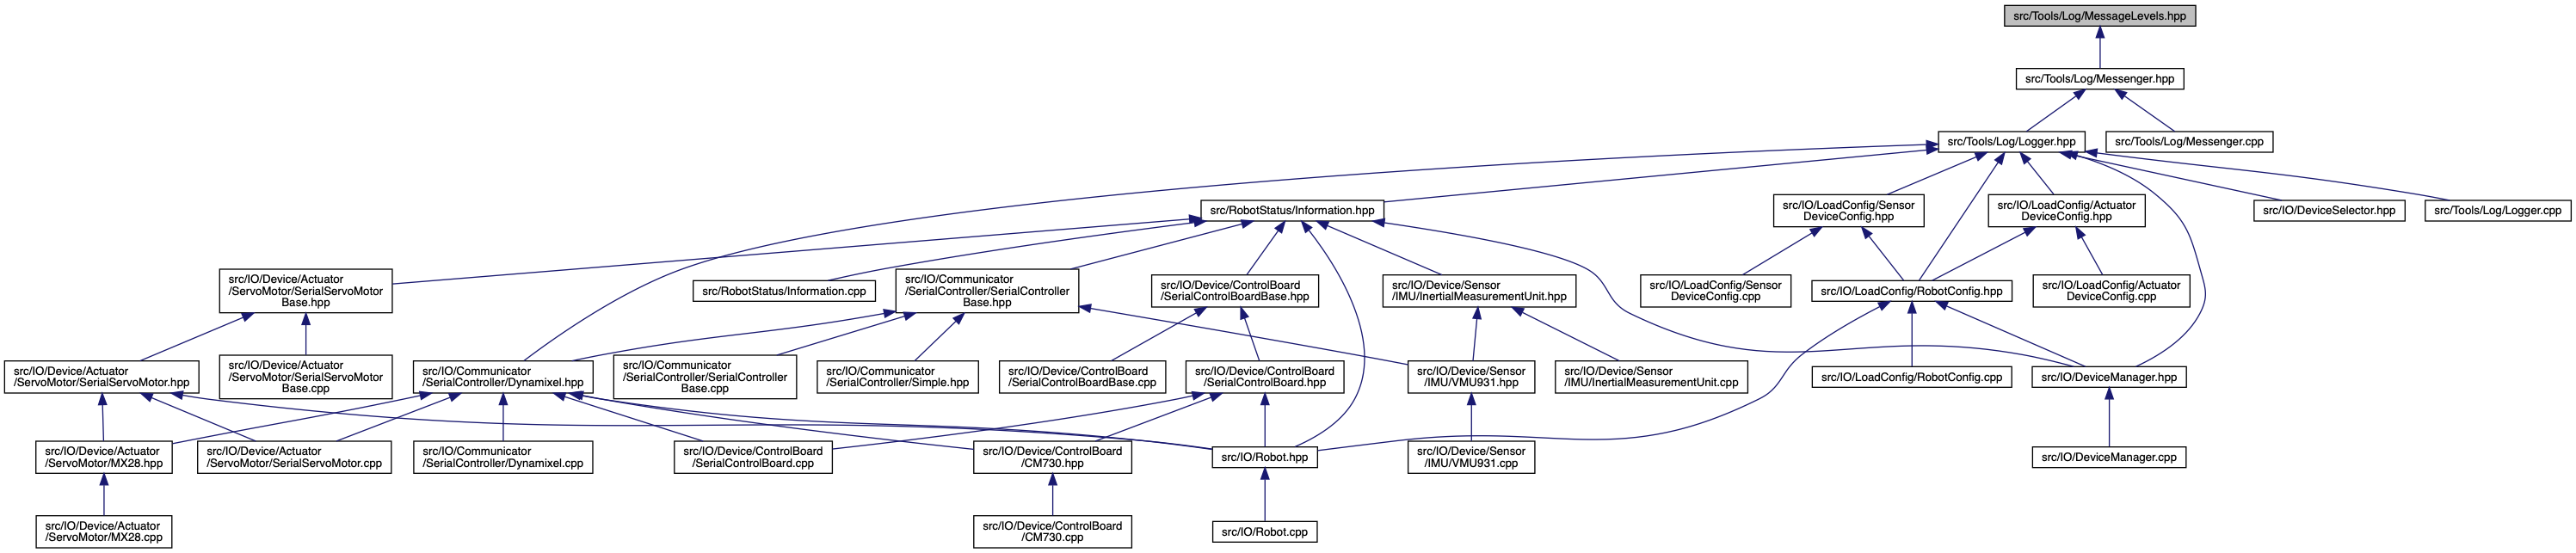 src/Tools/Log/MessageLevels.hpp
src/Tools/Log/Messenger.hpp
src/Tools/Log/Logger.hpp
src/Tools/Log/Messenger.cpp
src/RobotStatus/Information.hpp
src/IO/LoadConfig/Sensor
DeviceConfig.hpp
src/IO/LoadConfig/Actuator
DeviceConfig.hpp
src/IO/DeviceSelector.hpp
src/Tools/Log/Logger.cpp
src/IO/Device/Actuator
/ServoMotor/SerialServoMotor
Base.hpp
src/RobotStatus/Information.cpp
src/IO/Communicator
/SerialController/SerialController
Base.hpp
src/IO/Device/ControlBoard
/SerialControlBoardBase.hpp
src/IO/Device/Sensor
/IMU/InertialMeasurementUnit.hpp
src/IO/LoadConfig/Sensor
DeviceConfig.cpp
src/IO/LoadConfig/RobotConfig.hpp
src/IO/LoadConfig/Actuator
DeviceConfig.cpp
src/IO/Device/Actuator
/ServoMotor/SerialServoMotor.hpp
src/IO/Device/Actuator
/ServoMotor/SerialServoMotor
Base.cpp
src/IO/Communicator
/SerialController/Dynamixel.hpp
src/IO/Communicator
/SerialController/SerialController
Base.cpp
src/IO/Communicator
/SerialController/Simple.hpp
src/IO/Device/ControlBoard
/SerialControlBoardBase.cpp
src/IO/Device/ControlBoard
/SerialControlBoard.hpp
src/IO/Device/Sensor
/IMU/VMU931.hpp
src/IO/Device/Sensor
/IMU/InertialMeasurementUnit.cpp
src/IO/LoadConfig/RobotConfig.cpp
src/IO/DeviceManager.hpp
src/IO/Device/Actuator
/ServoMotor/MX28.hpp
src/IO/Device/Actuator
/ServoMotor/SerialServoMotor.cpp
src/IO/Communicator
/SerialController/Dynamixel.cpp
src/IO/Device/ControlBoard
/SerialControlBoard.cpp
src/IO/Device/ControlBoard
/CM730.hpp
src/IO/Robot.hpp
src/IO/Device/Sensor
/IMU/VMU931.cpp
src/IO/DeviceManager.cpp
src/IO/Device/Actuator
/ServoMotor/MX28.cpp
src/IO/Device/ControlBoard
/CM730.cpp
src/IO/Robot.cpp